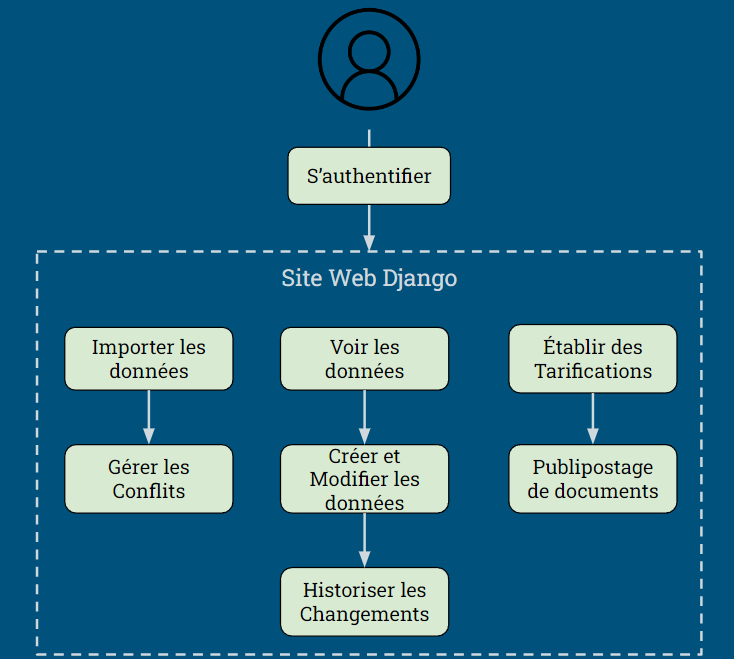 S’authentifier
Site Web Django
Importer les
données
Voir les
données
Établir des
Tarifications
Gérer les
Conflits
Créer et
Modifier les
données
Publipostage
de documents
Historiser les
Changements